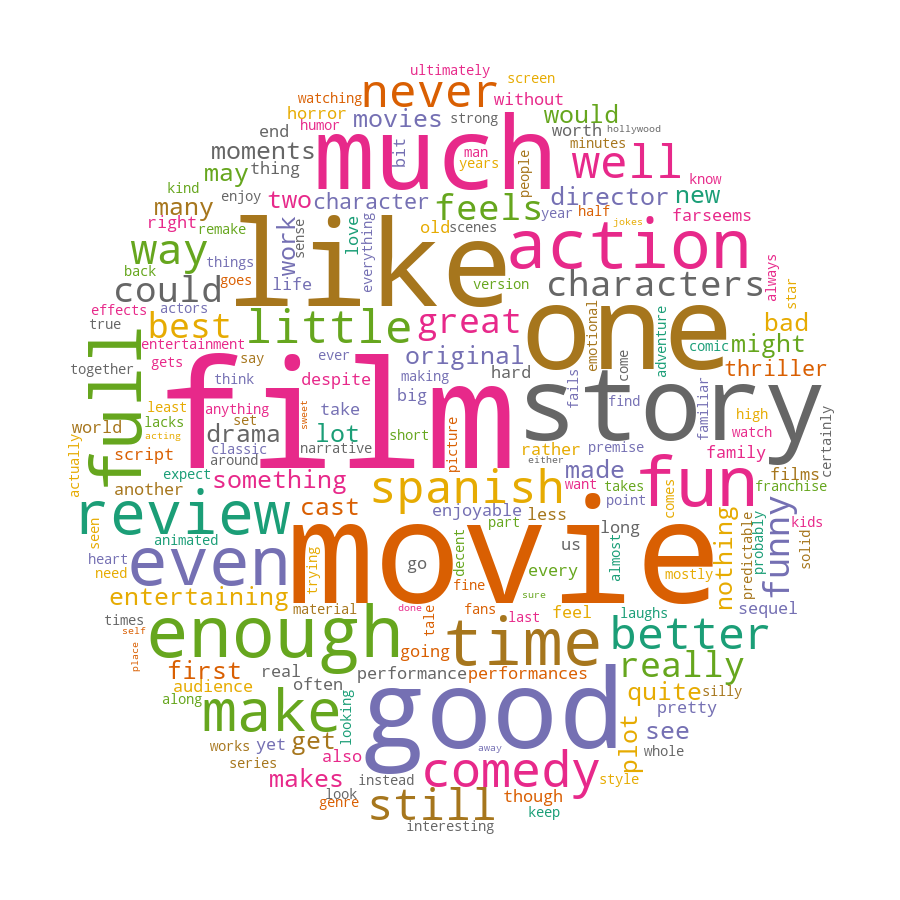 ultimately
screen
watching
never
without
horror
movies
strong
would
humor
worth
hollywood
end
much
well
minutes
moments
bit
man
years
people
know
may
thing
kind
enjoy
two
character
feels
director
new
many
year
half
farseems
right
remake
work
sense
love
everything
old
scenes
jokes
way
like
action
back
things
goes
life
version
always
star
could
characters
effects
actors
one
emotional
adventure
bad
true
best
little
great
comic
might
entertainment
say
ever
original
hard
come
full
together
gets
think
despite
making
film
story
fails
find
familiar
thriller
big
least
anything
sweet
take
high
watch
certainly
world
lacks
set
drama
lot
short
classic
narrative
acting
actually
script
around
picture
rather
premise
either
family
expect
something
made
films
another
cast
spanish
want
takes
fun
franchise
review
enjoyable
less
point
comes
nothing
predictable
probably
funny
kids
seen
animated
part
movie
long
solid
heart
even
trying
go
decent
us
almost
need
every
mostly
entertaining
fine
sure
material
done
tale
fans
last
feel
laughs
sequel
times
self
enough
time
better
place
going
first
real
performance
performances
really
often
audience
good
quite
silly
along
make
looking
pretty
works
yet
get
away
plot
see
series
also
whole
makes
instead
comedy
style
look
genre
still
though
keep
interesting